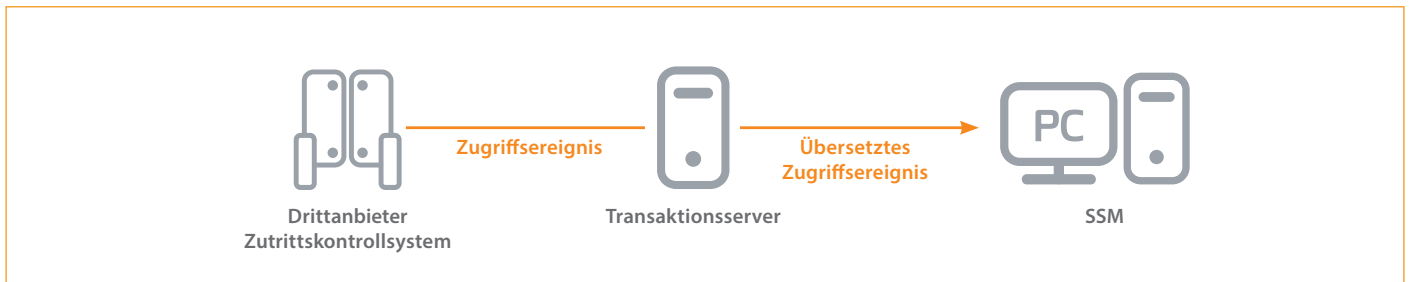 PC
Zugriffsereignis
Übersetztes
Zugriffsereignis
Drittanbieter
Zutrittskontrollsystem
Transaktionsserver
SSM